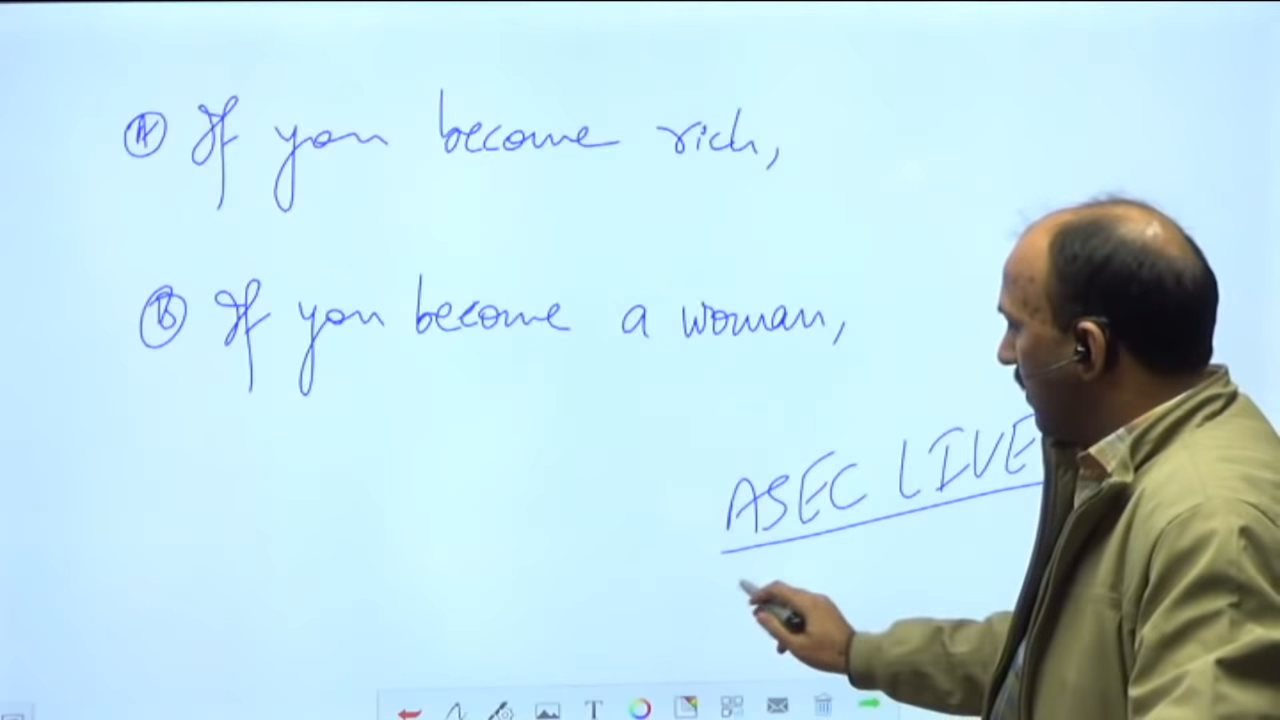 Ⓐ If you become rich,
Ⓑ If you become a woman,
ASEC LIVE
T